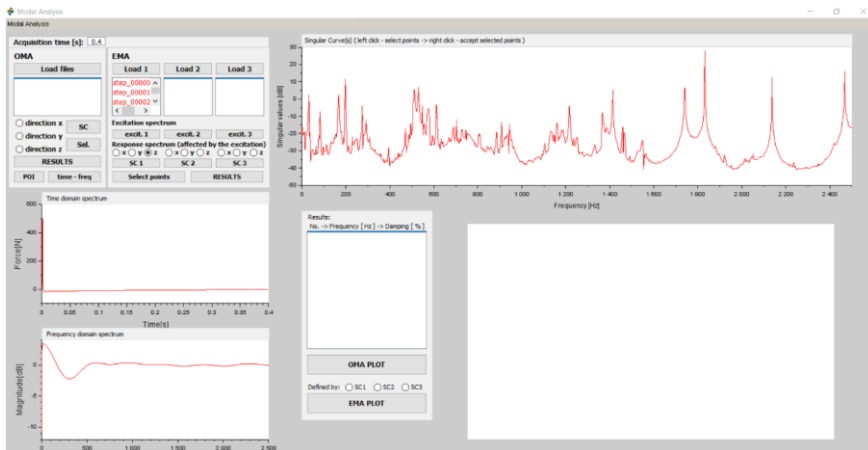 Modal Analysis
Modal Analysis
Acquisition time [s]: 0.4
OMA
Load files
direction x
direction y
direction z
SC
Sel.
RESULTS
POI
time - freq
EMA
Load 1 Load 2 Load 3
step_00000
step_00001
step_00002
Excitation spectrum
excit. 1 excit. 2 excit. 3
Response spectrum (affected by the excitation)
x y z x y z x y z
SC 1 SC 2 SC 3
Select points RESULTS
Singular Curve(s) ( left click - select points -> right click - accept selected points )
Singular values [dB]
30
20
10
0
-10
-20
-30
-40
-50
0 200 400 600 800 1 000 1 200 1 400 1 600 1 800 2 000 2 200 2 400
Frequency [Hz]
Time domain spectrum
Force[N]
600
400
200
0
0 0.05 0.1 0.15 0.2 0.25 0.3 0.35 0.4
Time[s]
Frequency domain spectrum
Magnitude[dB]
0
-10
0 500 1 000 1 500 2 000 2 500
Results:
No. -> Frequency [ Hz ] -> Damping [ % ]
OMA PLOT
Defined by: SC1 SC2 SC3
EMA PLOT